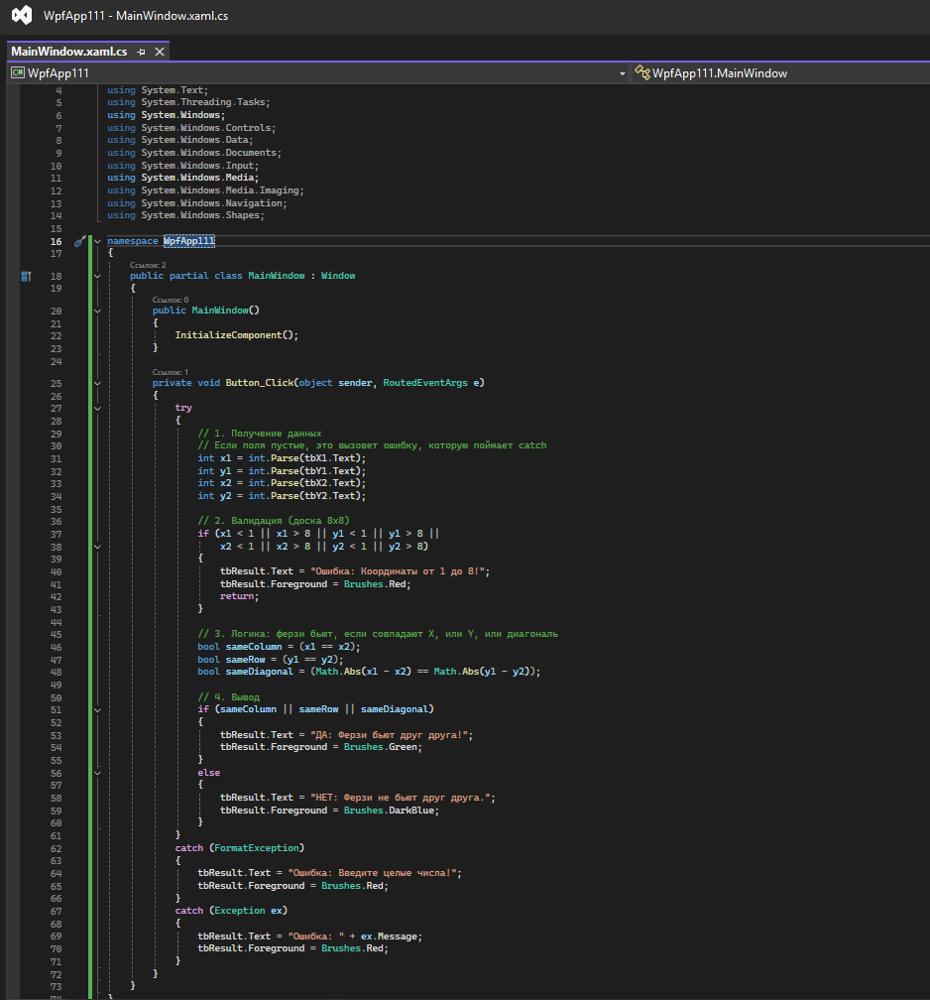 WpfApp111 - MainWindow.xaml.cs
MainWindow.xaml.cs
C# WpfApp111 WpfApp111.MainWindow
4 using System.Text;
5 using System.Threading.Tasks;
6 using System.Windows;
7 using System.Windows.Controls;
8 using System.Windows.Data;
9 using System.Windows.Documents;
10 using System.Windows.Input;
11 using System.Windows.Media;
12 using System.Windows.Media.Imaging;
13 using System.Windows.Navigation;
14 using System.Windows.Shapes;
15
16 namespace WpfApp111
17 {
Ссылок: 2
18 public partial class MainWindow : Window
19 {
Ссылок: 0
20 public MainWindow()
21 {
22 InitializeComponent();
23 }
24
Ссылок: 1
25 private void Button_Click(object sender, RoutedEventArgs e)
26 {
27 try
28 {
29 // 1. Получение данных
30 // Если поля пустые, это вызовет ошибку, которую поймает catch
31 int x1 = int.Parse(tbX1.Text);
32 int y1 = int.Parse(tbY1.Text);
33 int x2 = int.Parse(tbX2.Text);
34 int y2 = int.Parse(tbY2.Text);
35
36 // 2. Валидация (доска 8x8)
37 if (x1 < 1 || x1 > 8 || y1 < 1 || y1 > 8 ||
38 x2 < 1 || x2 > 8 || y2 < 1 || y2 > 8)
39 {
40 tbResult.Text = "Ошибка: Координаты от 1 до 8!";
41 tbResult.Foreground = Brushes.Red;
42 return;
43 }
44
45 // 3. Логика: ферзи бьют, если совпадают X, или Y, или диагональ
46 bool sameColumn = (x1 == x2);
47 bool sameRow = (y1 == y2);
48 bool sameDiagonal = (Math.Abs(x1 - x2) == Math.Abs(y1 - y2));
49
50 // 4. Вывод
51 if (sameColumn || sameRow || sameDiagonal)
52 {
53 tbResult.Text = "ДА: Ферзи бьют друг друга!";
54 tbResult.Foreground = Brushes.Green;
55 }
56 else
57 {
58 tbResult.Text = "НЕТ: Ферзи не бьют друг друга.";
59 tbResult.Foreground = Brushes.DarkBlue;
60 }
61 }
62 catch (FormatException)
63 {
64 tbResult.Text = "Ошибка: Введите целые числа!";
65 tbResult.Foreground = Brushes.Red;
66 }
67 catch (Exception ex)
68 {
69 tbResult.Text = "Ошибка: " + ex.Message;
70 tbResult.Foreground = Brushes.Red;
71 }
72 }
73 }
74 }